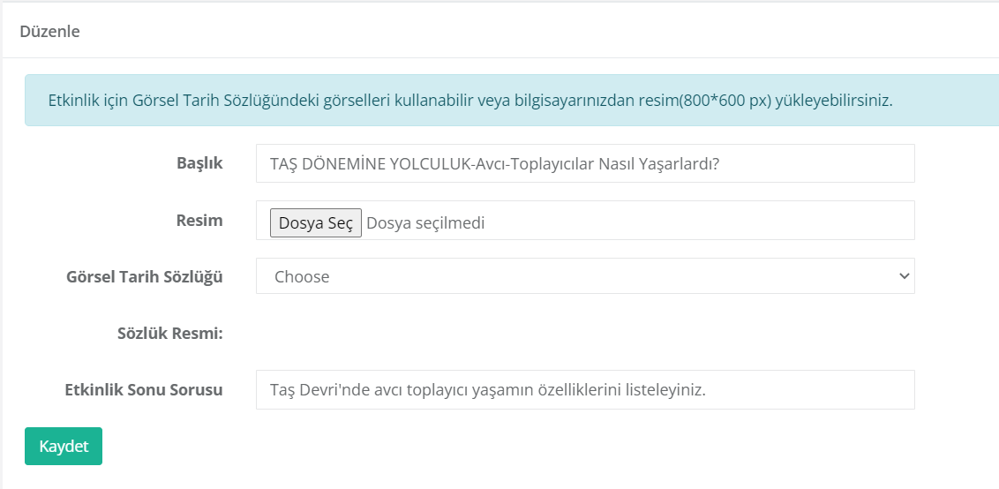 Düzenle
Etkinlik için Görsel Tarih Sözlüğündeki görselleri kullanabilir veya bilgisayarınızdan resim(800*600 px) yükleyebilirsiniz.
Başlık TAŞ DÖNEMİNE YOLCULUK-Avcı-Toplayıcılar Nasıl Yaşarlardı?
Resim Dosya Seç Dosya seçilmedi
Görsel Tarih Sözlüğü Choose
Sözlük Resmi:
Etkinlik Sonu Sorusu Taş Devri'nde avcı toplayıcı yaşamın özelliklerini listeleyiniz.
Kaydet